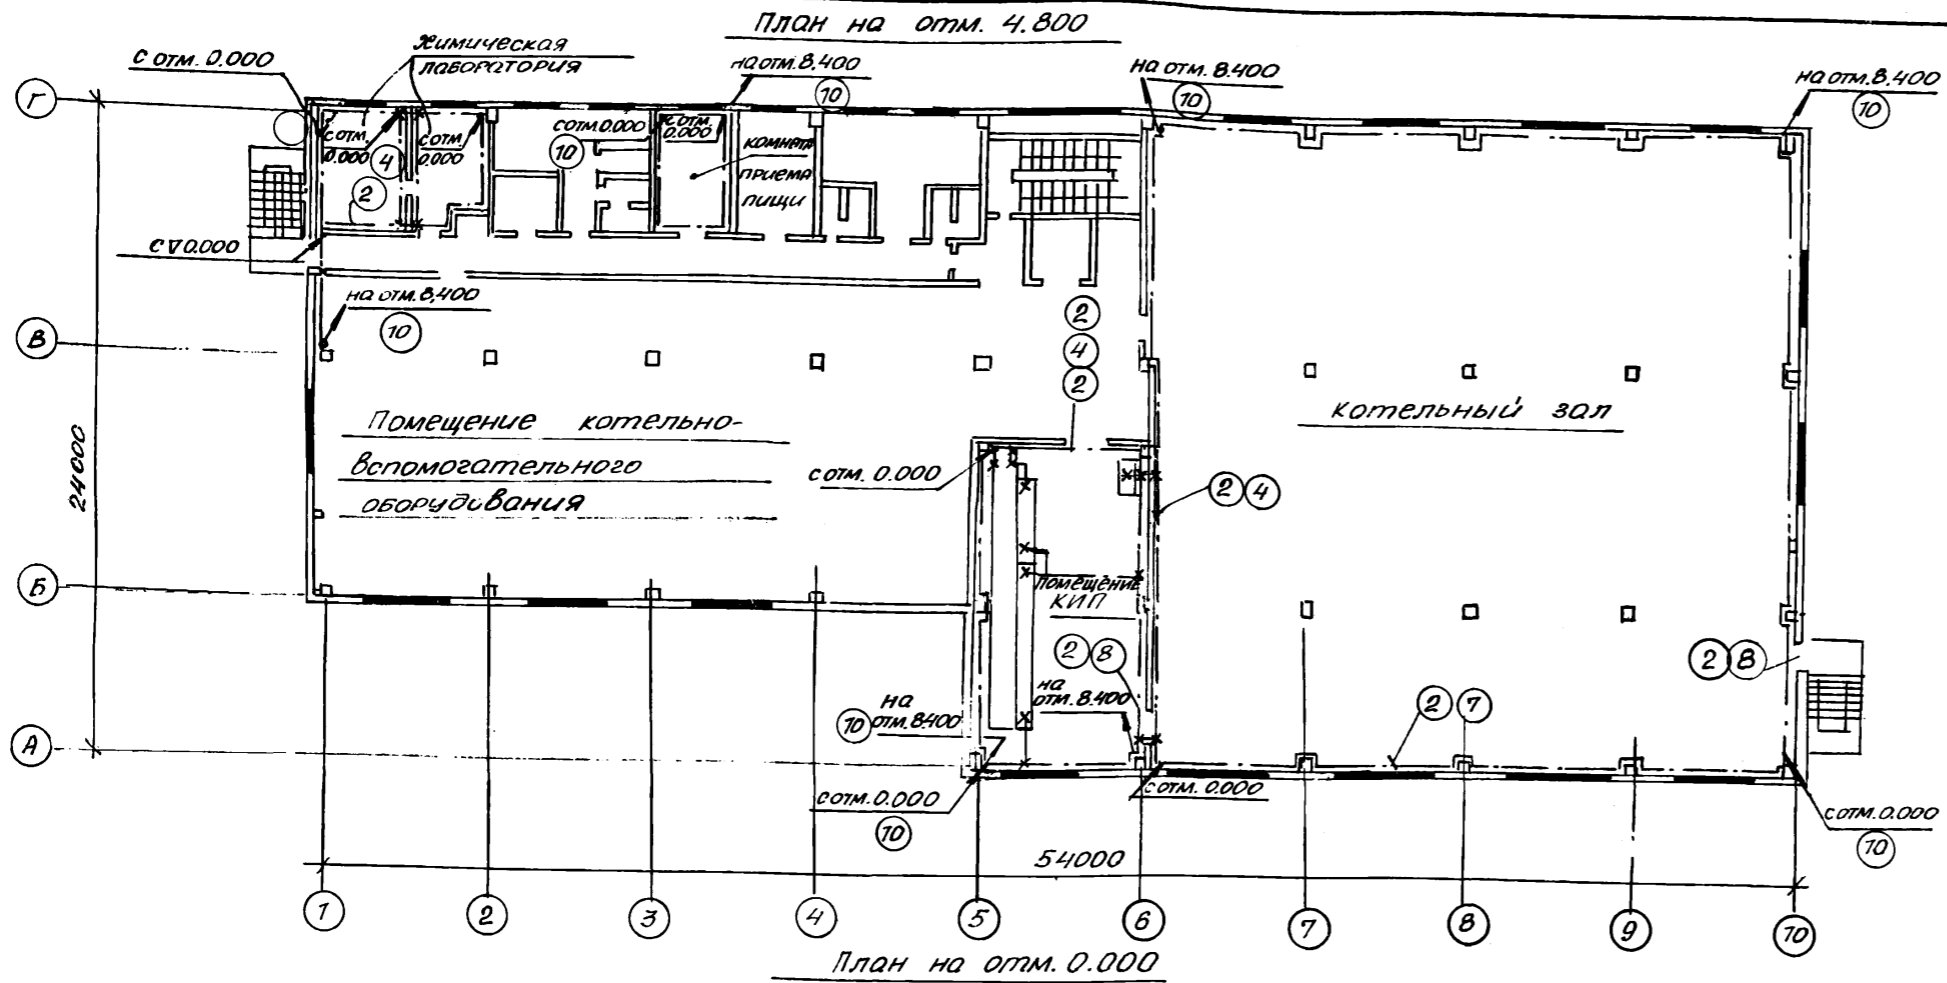 План на отм. 4.800
с отм. 0.000
Химическая
лаборатория
на отм. 8,400
10
на отм. 8.400
10
на отм. 8,400
10
Г
с отм.
0.000
4
2
с отм.
0.000
с отм. 0.000
10
с отм.
0.000
комната
приема
пищи
с ∇ 0.000
на отм. 8,400
10
В
2
4
2
Помещение котельно-
вспомогательного
оборудования
котельный зал
24000
с отм. 0.000
2 4
Б
помещение
КИП
2 8
2 8
на
отм. 8.400
на
отм. 8400
10
2 7
А
с отм. 0.000
10
с отм. 0.000
с отм. 0.000
10
54000
1 2 3 4 5 6 7 8 9 10
План на отм. 0.000